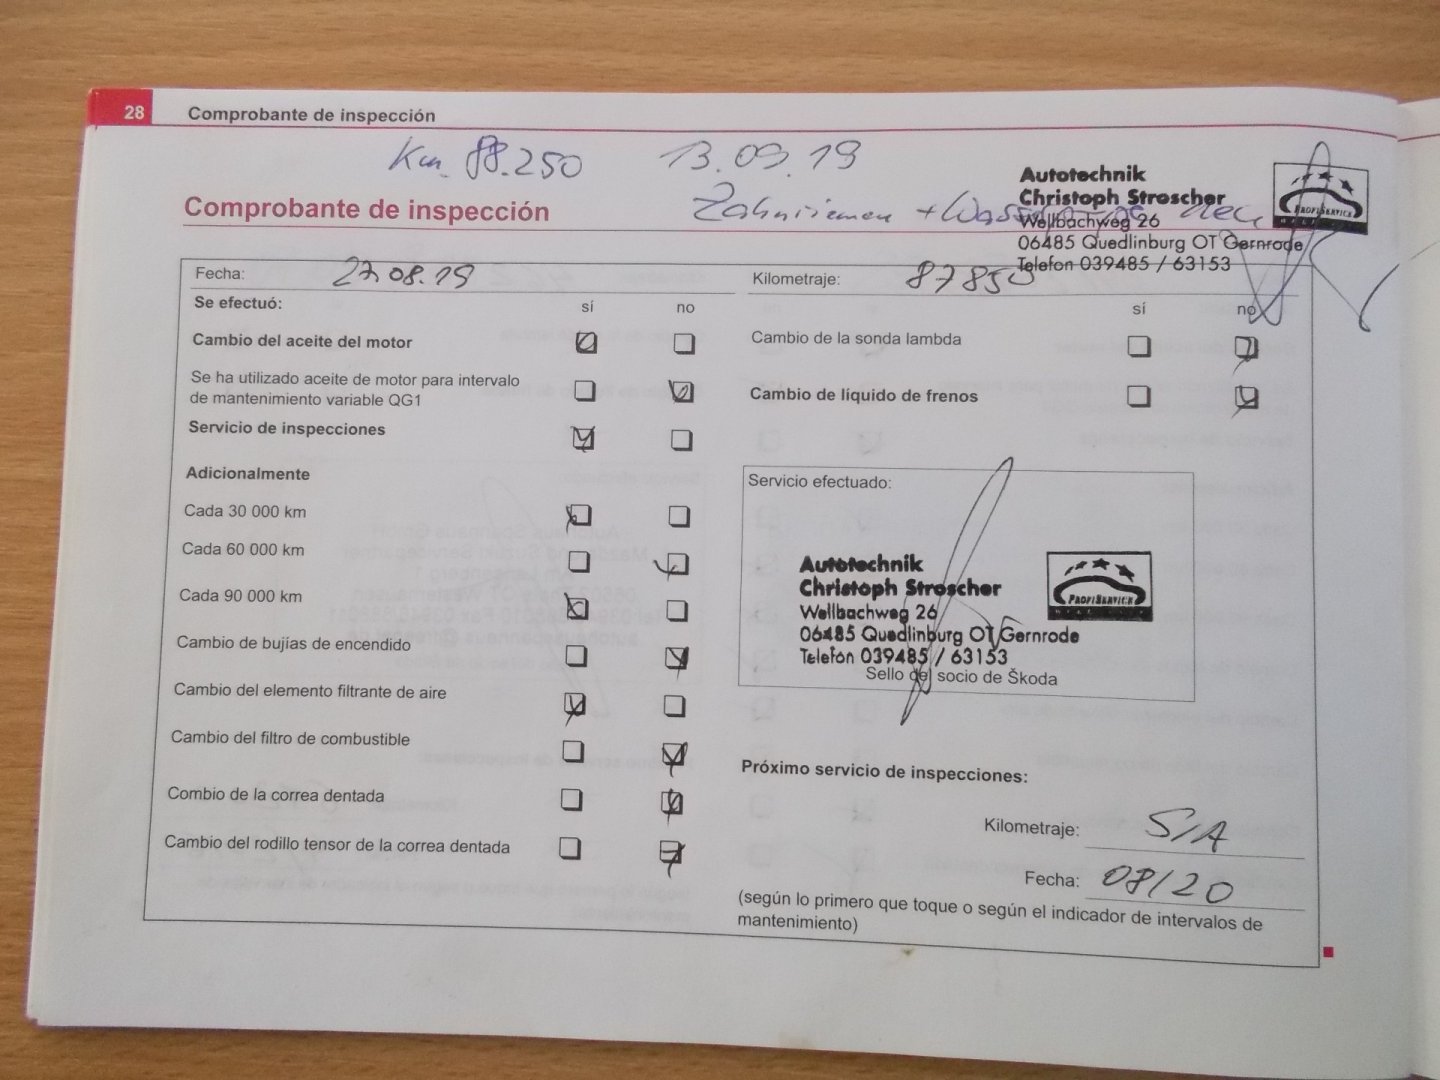 28 Comprobante de inspección
Km. 88.250 13.09.19
Zahnriemen + Wasserpumpe neu
Autotechnik
Christoph Stroscher
Wellbachweg 26
06485 Quedlinburg OT Gernrode
Telefon 039485 / 63153
PROFISERVICE
Comprobante de inspección
Fecha: 27.08.19 Kilometraje: 87850
Se efectuó: sí no
sí no
Cambio del aceite del motor
Se ha utilizado aceite de motor para intervalo
de mantenimiento variable QG1
Servicio de inspecciones
Adicionalmente
Cada 30 000 km
Cada 60 000 km
Cada 90 000 km
Cambio de bujías de encendido
Cambio del elemento filtrante de aire
Cambio del filtro de combustible
Combio de la correa dentada
Cambio del rodillo tensor de la correa dentada
Cambio de la sonda lambda
Cambio de líquido de frenos
Servicio efectuado:
Autotechnik
Christoph Stroscher
Wellbachweg 26
06485 Quedlinburg OT Gernrode
Telefon 039485 / 63153
PROFISERVICE
Sello del socio de Škoda
Próximo servicio de inspecciones:
Kilometraje: SIA
Fecha: 08/20
(según lo primero que toque o según el indicador de intervalos de
mantenimiento)